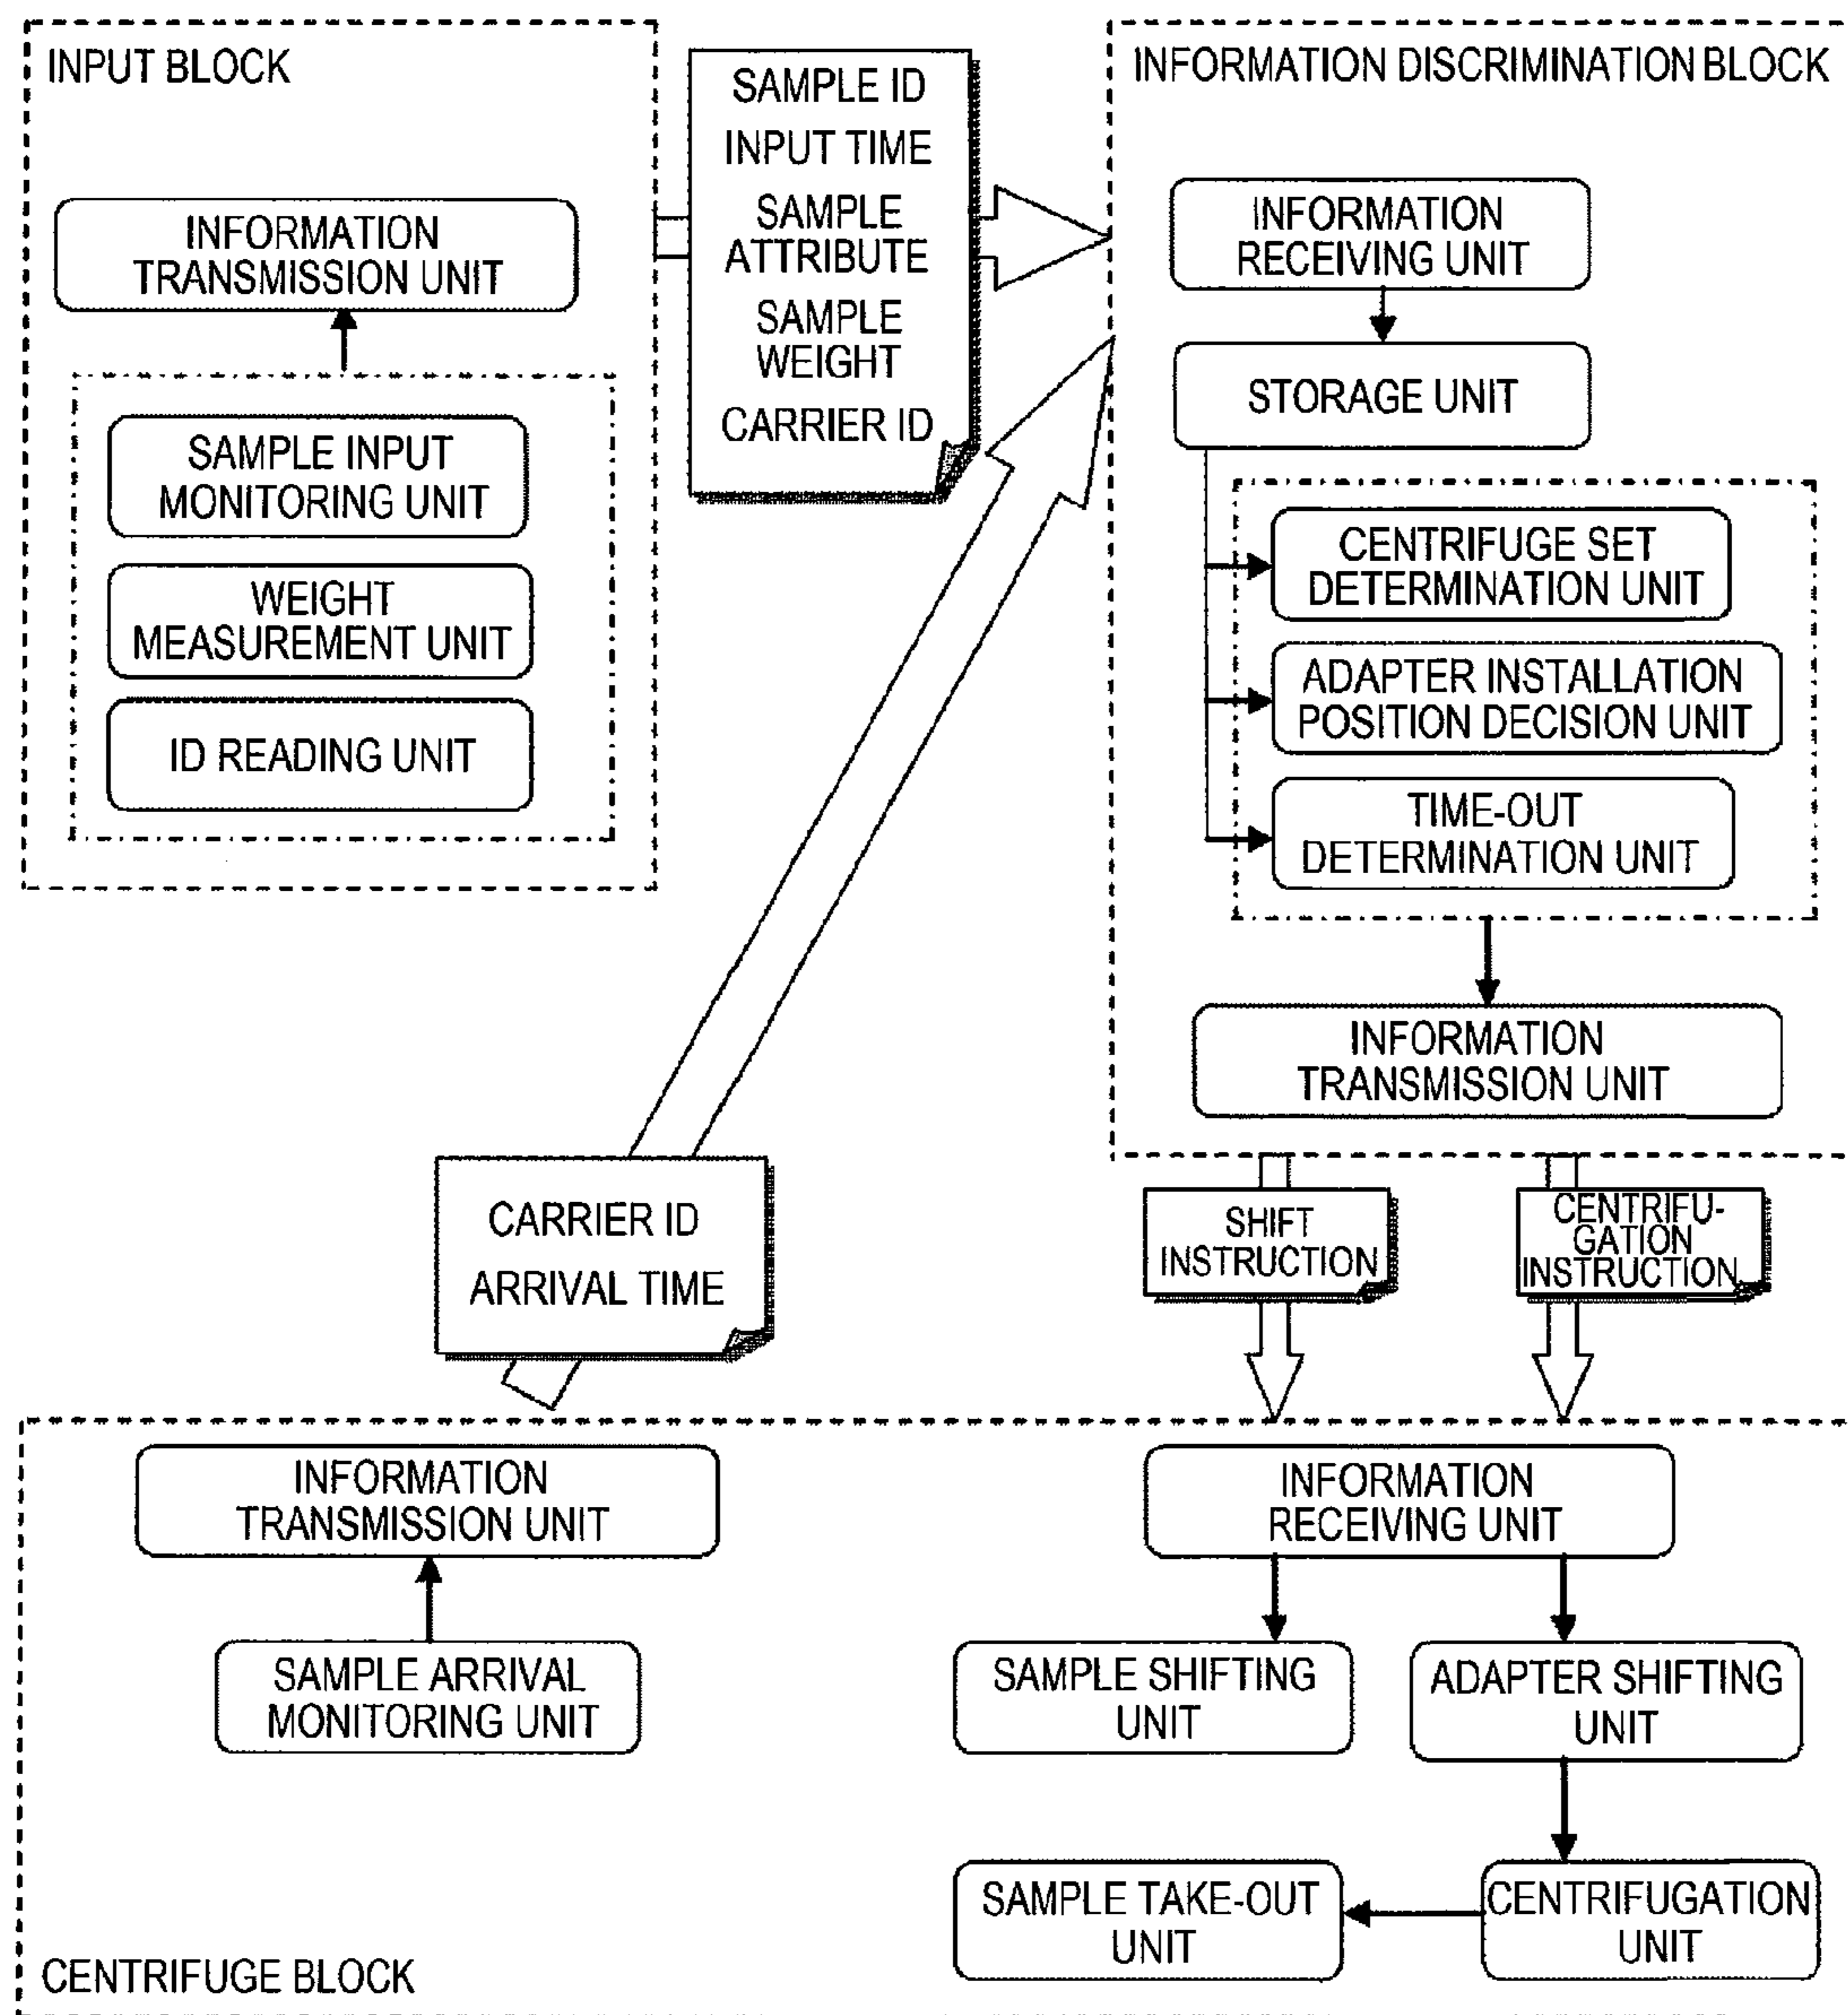 INPUT BLOCK
INFORMATION
TRANSMISSION UNIT
SAMPLE INPUT
MONITORING UNIT
WEIGHT
MEASUREMENT UNIT
ID READING UNIT
SAMPLE ID
INPUT TIME
SAMPLE
ATTRIBUTE
SAMPLE
WEIGHT
CARRIER ID
INFORMATION DISCRIMINATION BLOCK
INFORMATION
RECEIVING UNIT
STORAGE UNIT
CENTRIFUGE SET
DETERMINATION UNIT
ADAPTER INSTALLATION
POSITION DECISION UNIT
TIME-OUT
DETERMINATION UNIT
INFORMATION
TRANSMISSION UNIT
CARRIER ID
ARRIVAL TIME
SHIFT
INSTRUCTION
CENTRIFU-
GATION
INSTRUCTION
INFORMATION
TRANSMISSION UNIT
SAMPLE ARRIVAL
MONITORING UNIT
INFORMATION
RECEIVING UNIT
SAMPLE SHIFTING
UNIT
ADAPTER SHIFTING
UNIT
SAMPLE TAKE-OUT
UNIT
CENTRIFUGATION
UNIT
CENTRIFUGE BLOCK